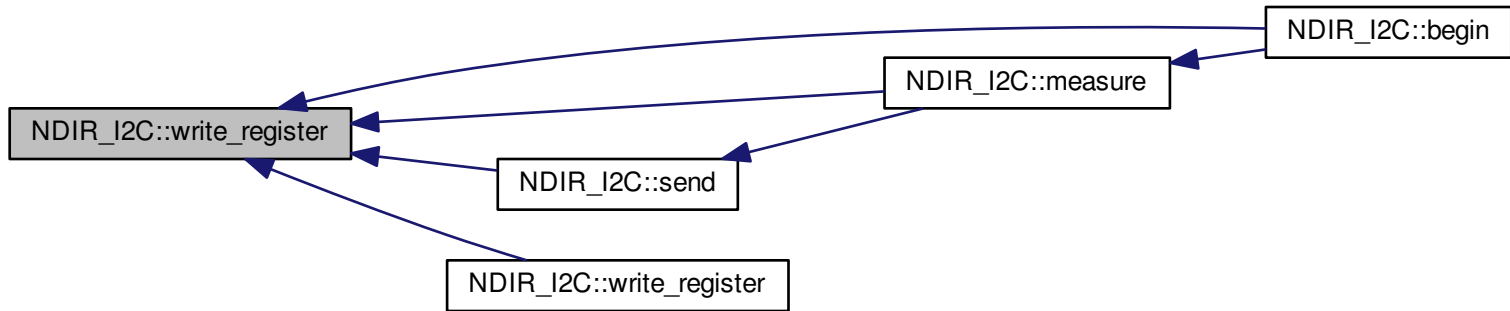 NDIR_I2C::begin
NDIR_I2C::measure
NDIR_I2C::write_register
NDIR_I2C::send
NDIR_I2C::write_register